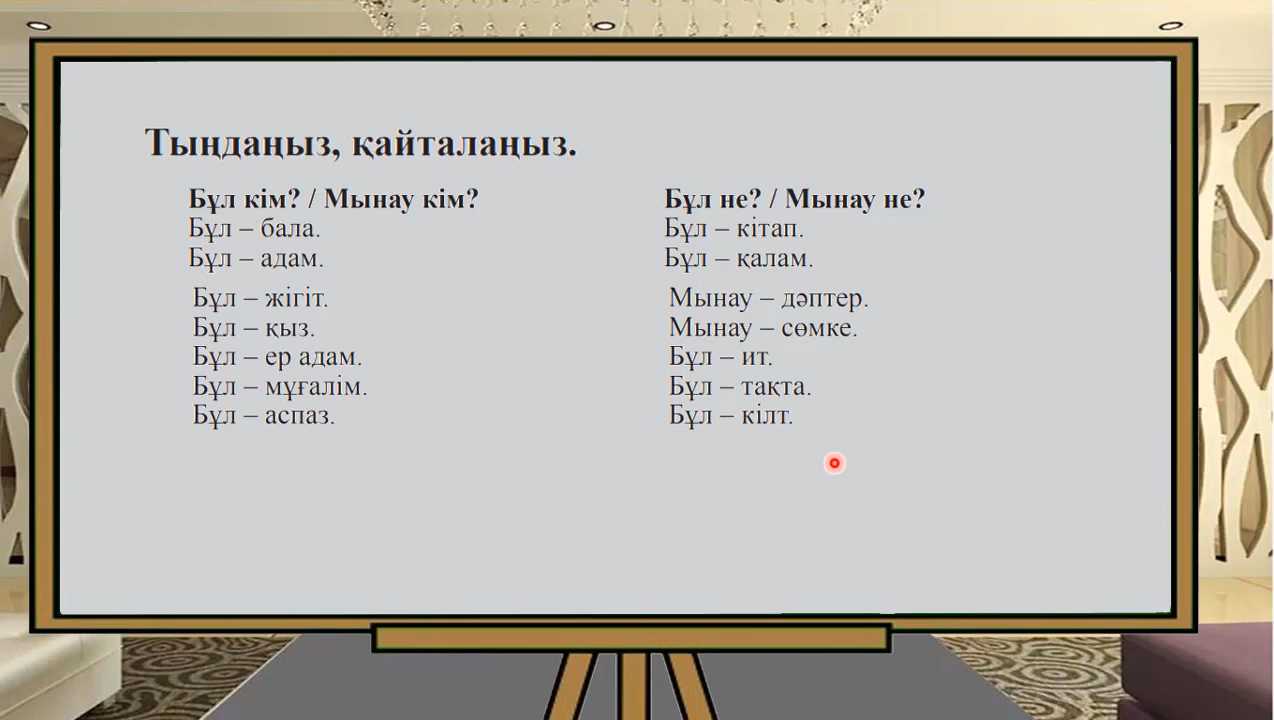 Тыңдаңыз, қайталаңыз.
Бұл кім? / Мынау кім?
Бұл – бала.
Бұл – адам.
Бұл – жігіт.
Бұл – қыз.
Бұл – ер адам.
Бұл – мұғалім.
Бұл – аспаз.
Бұл не? / Мынау не?
Бұл – кітап.
Бұл – қалам.
Мынау – дәптер.
Мынау – сөмке.
Бұл – ит.
Бұл – тақта.
Бұл – кілт.